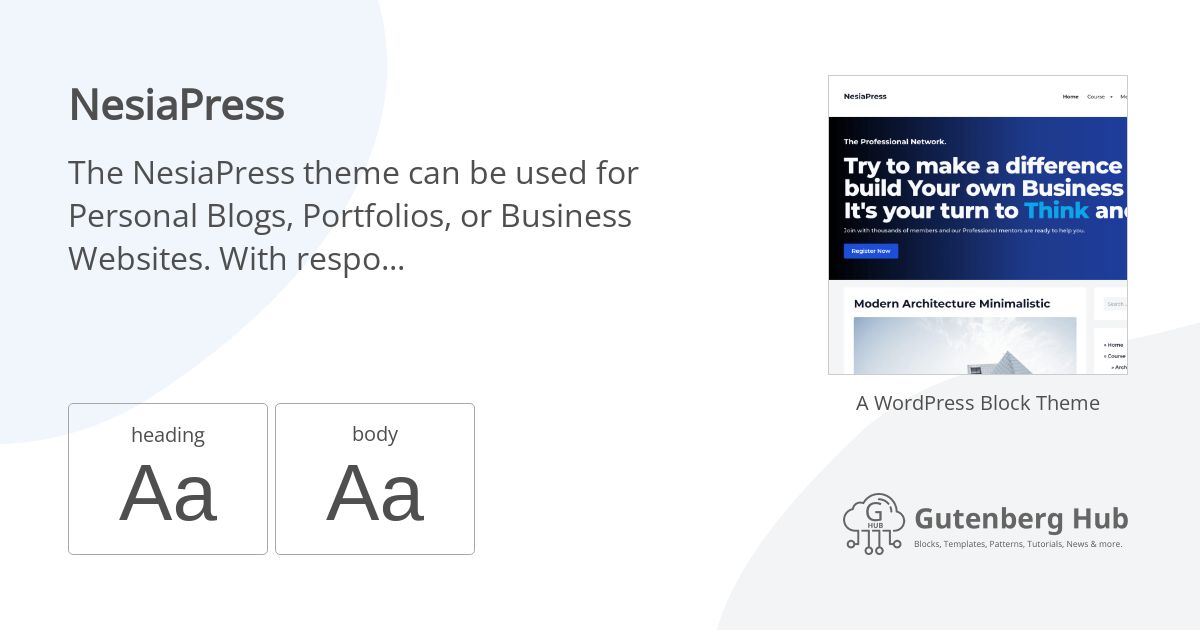 NesiaPress
The NesiaPress theme can be used for
Personal Blogs, Portfolios, or Business
Websites. With respo...
heading
Aa
body
Aa
NesiaPress
Home Course
The Professional Network.
Try to make a difference
build Your own Business
It's your turn to Think
Join with thousands of members and our Professional mentors are ready to help you.
Register Now
Modern Architecture Minimalistic
Search ...
» Home
» Course
A WordPress Block Theme
G
HUB
Gutenberg Hub
Blocks, Templates, Patterns, Tutorials, News & more.